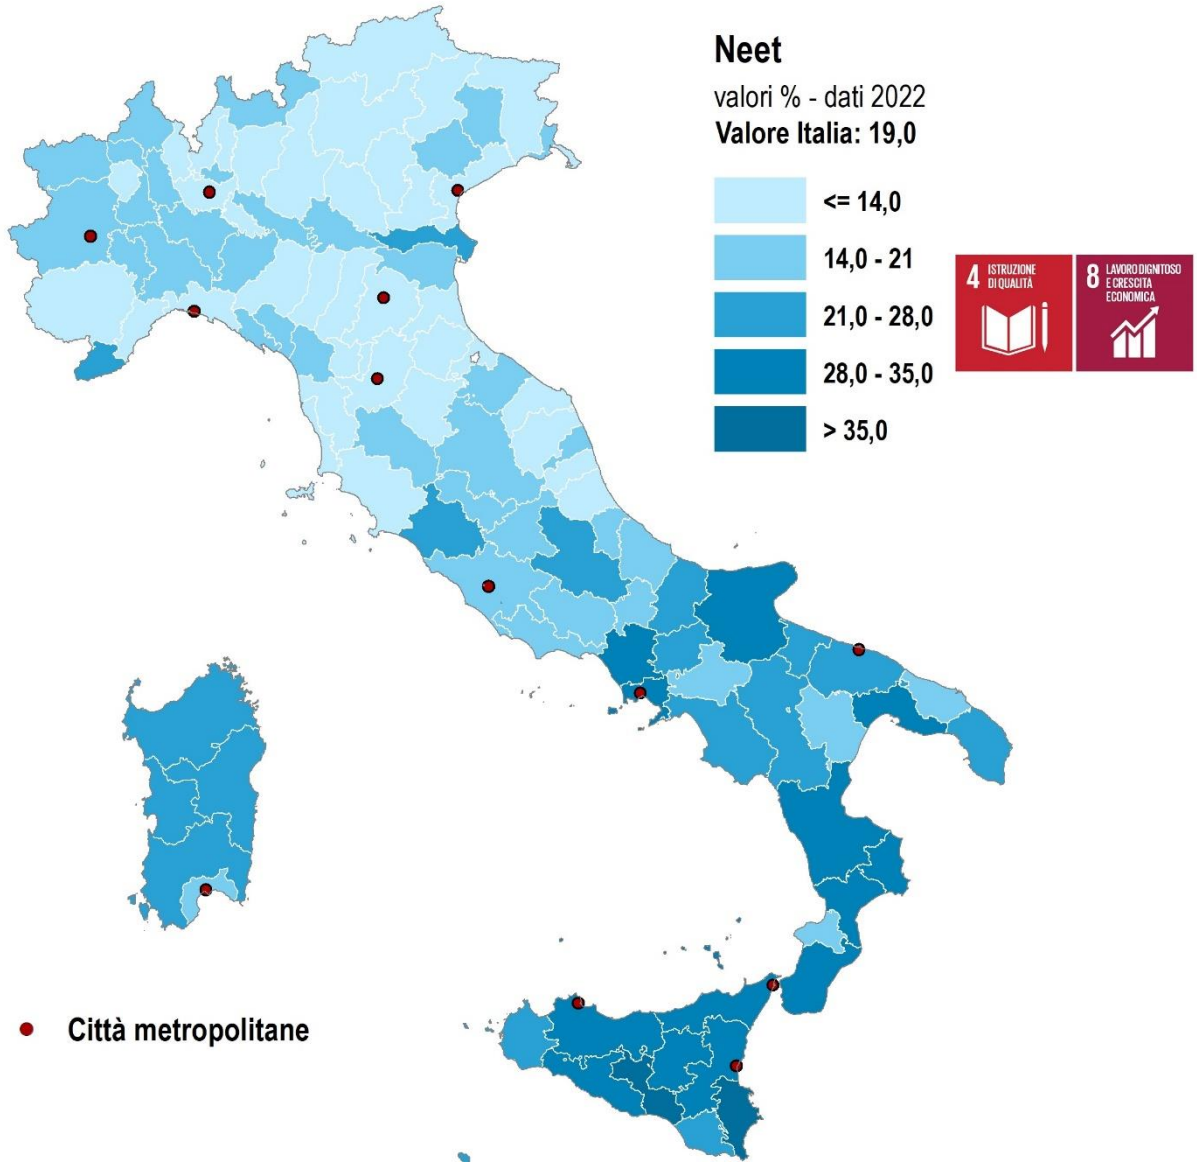 Neet
valori % - dati 2022
Valore Italia: 19,0
<= 14,0
14,0 - 21
21,0 - 28,0
28,0 - 35,0
> 35,0
4 ISTRUZIONE
DI QUALITÀ
8 LAVORO DIGNITOSO
E CRESCITA
ECONOMICA
Città metropolitane